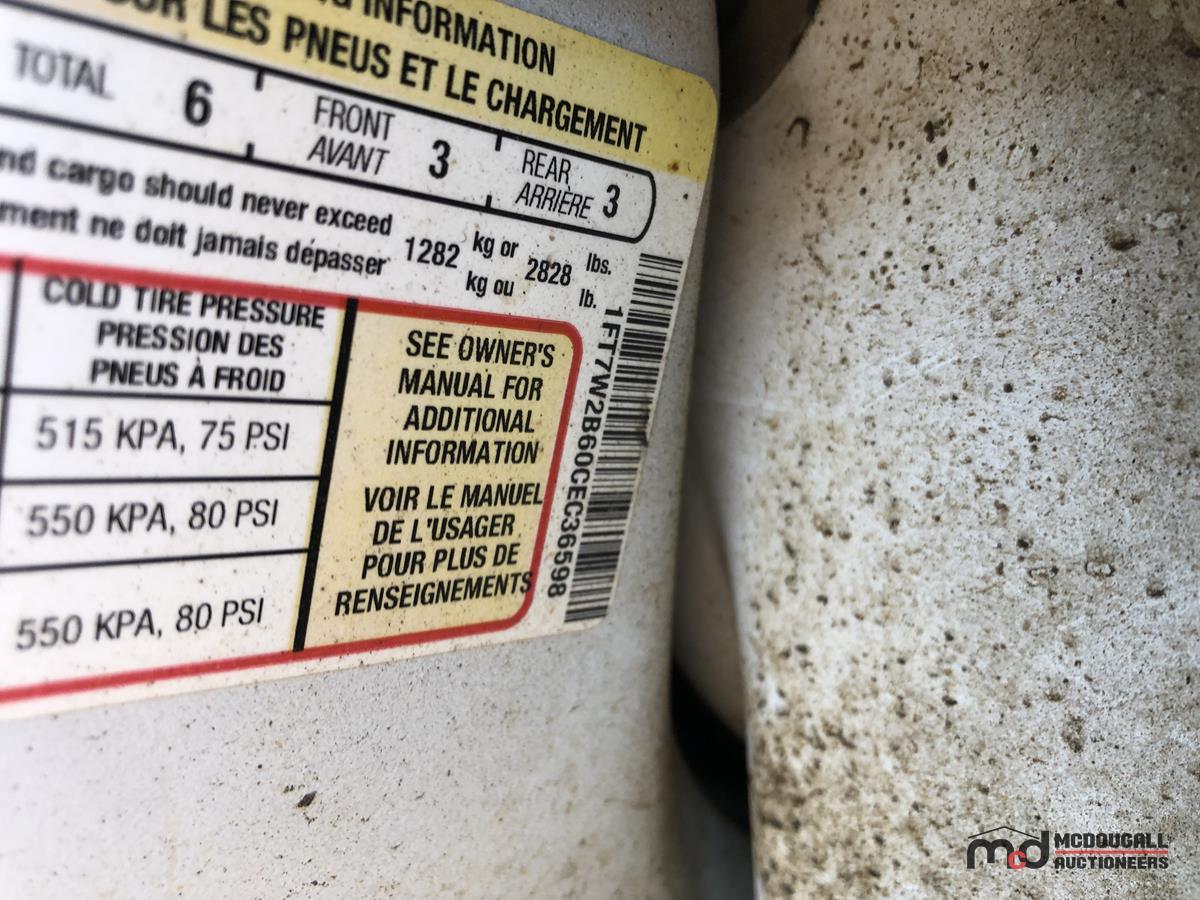 INFORMATION
LES PNEUS ET LE CHARGEMENT
TOTAL 6 FRONT AVANT 3 REAR ARRIÈRE 3
cargo should never exceed
ne doit jamais dépasser
1282 kg or 2828 lbs.
kg ou lb.
COLD TIRE PRESSURE
PRESSION DES
PNEUS À FROID
515 KPA, 75 PSI
550 KPA, 80 PSI
550 KPA, 80 PSI
SEE OWNER'S
MANUAL FOR
ADDITIONAL
INFORMATION
VOIR LE MANUEL
DE L'USAGER
POUR PLUS DE
RENSEIGNEMENTS
1FT7W2B60CEC36598
mcd MCDOUGALL
AUCTIONEERS